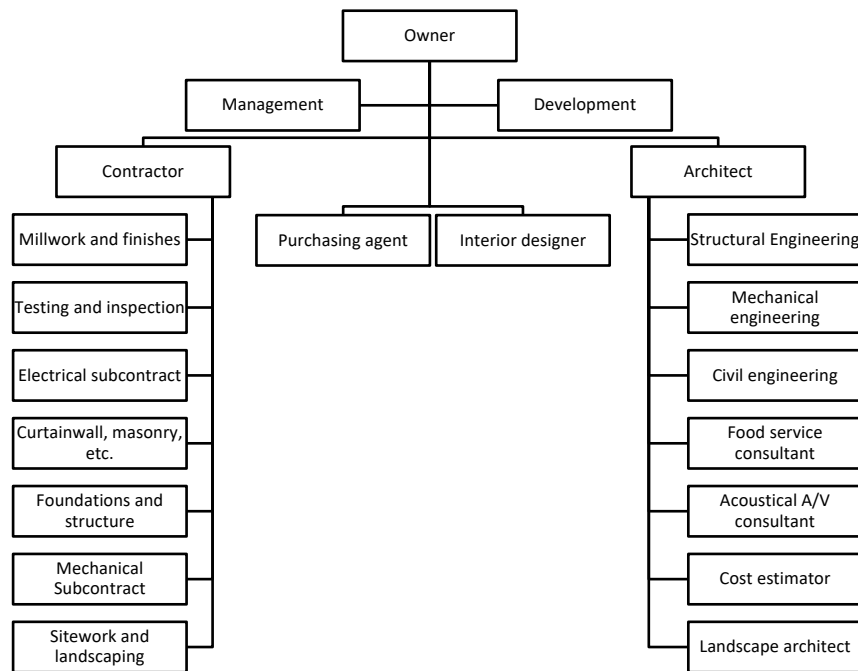 Owner
Management
Development
Contractor
Architect
Purchasing agent
Interior designer
Millwork and finishes
Testing and inspection
Electrical subcontract
Curtainwall, masonry,
etc.
Foundations and
structure
Mechanical
Subcontract
Sitework and
landscaping
Structural Engineering
Mechanical
engineering
Civil engineering
Food service
consultant
Acoustical A/V
consultant
Cost estimator
Landscape architect